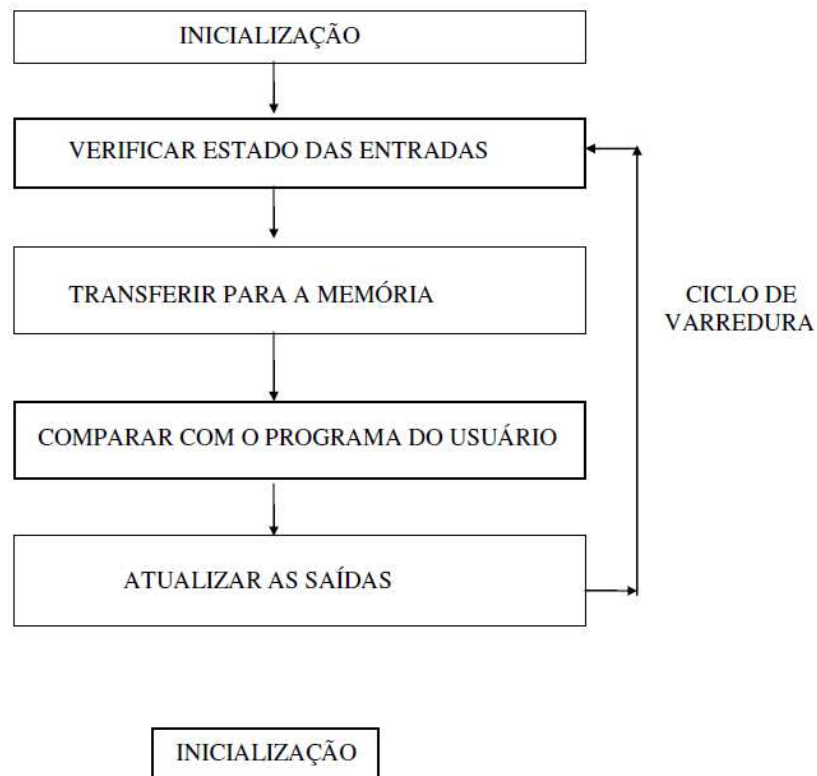 INICIALIZAÇÃO
VERIFICAR ESTADO DAS ENTRADAS
TRANSFERIR PARA A MEMÓRIA
CICLO DE
VARREDURA
COMPARAR COM O PROGRAMA DO USUÁRIO
ATUALIZAR AS SAÍDAS
INICIALIZAÇÃO